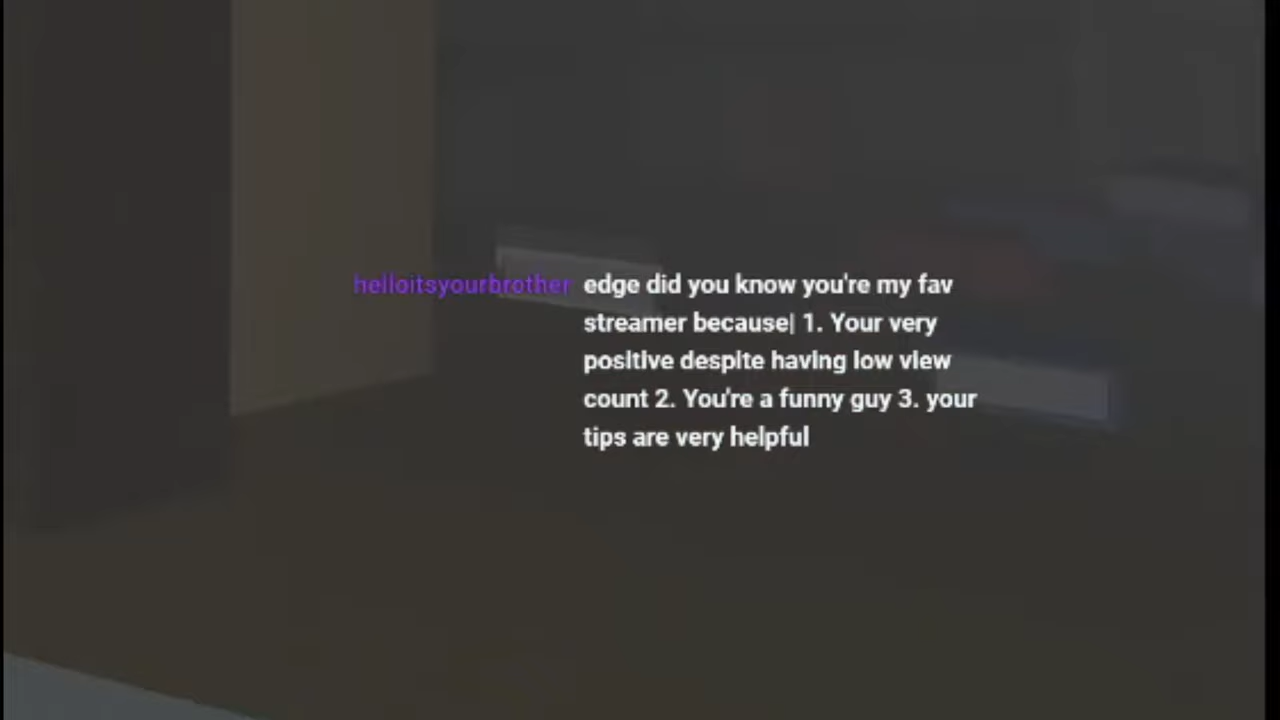 helloitsyourbrother edge did you know you're my fav
streamer because| 1. Your very
positive despite having low view
count 2. You're a funny guy 3. your
tips are very helpful